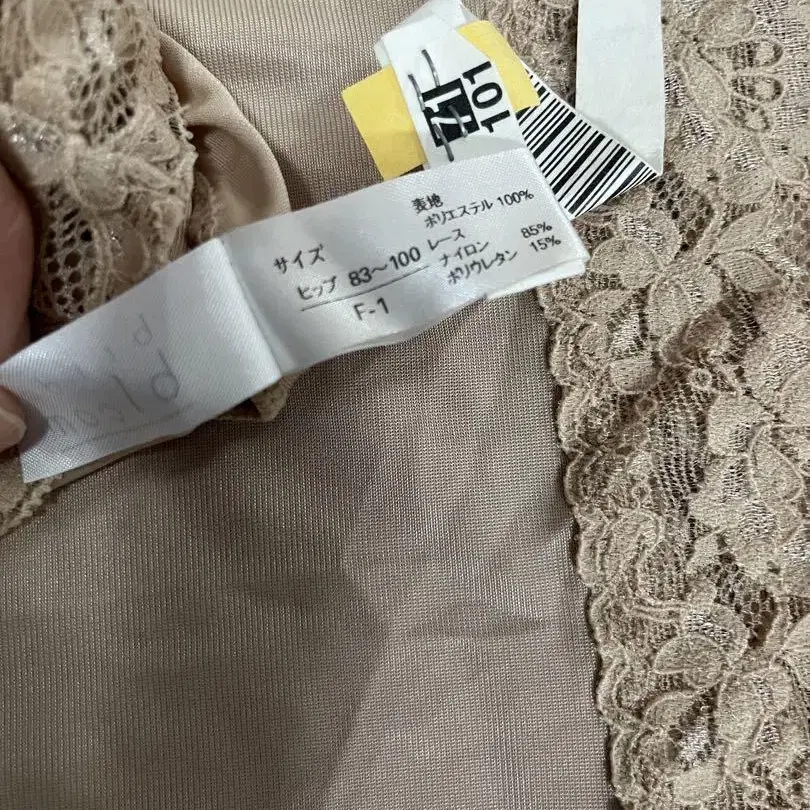 101
サイズ
ヒップ 83〜100
F-1
表地
ポリエステル 100%
レース
ナイロン 85%
ポリウレタン 15%